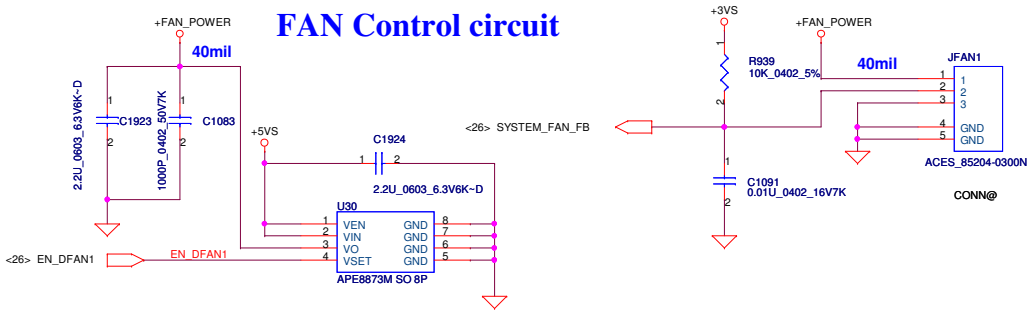 FAN Control circuit
+FAN_POWER
40mil
1
1
C1923
C1083
2
2
2.2U_0603_6.3V6K~D
1000P_0402_50V7K
+5VS
C1924
1
2
2.2U_0603_6.3V6K~D
U30
1 VEN GND 8
2 VIN GND 7
3 VO GND 6
4 VSET GND 5
APE8873M SO 8P
<26> EN_DFAN1
EN_DFAN1
+3VS
1
R939
10K_0402_5%
2
<26> SYSTEM_FAN_FB
1
C1091
0.01U_0402_16V7K
2
+FAN_POWER
40mil
JFAN1
1 1
2 2
3 3
4 GND
5 GND
ACES_85204-0300N
CONN@